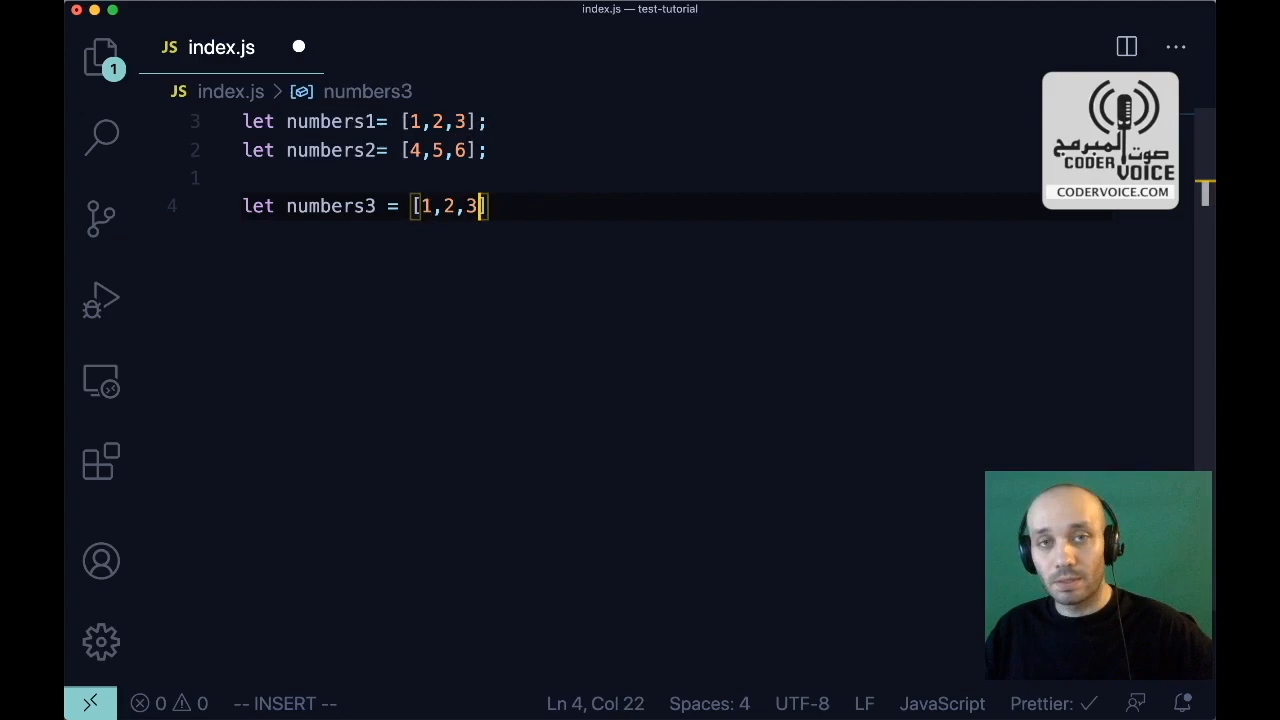 index.js — test-tutorial
JS index.js
1
JS index.js > numbers3
3 let numbers1= [1,2,3];
2 let numbers2= [4,5,6];
1
4 let numbers3 = [1,2,3]
صوت المبرمج
CODER VOICE
CODERVOICE.COM
0 0 -- INSERT -- Ln 4, Col 22 Spaces: 4 UTF-8 LF JavaScript Prettier: ✓